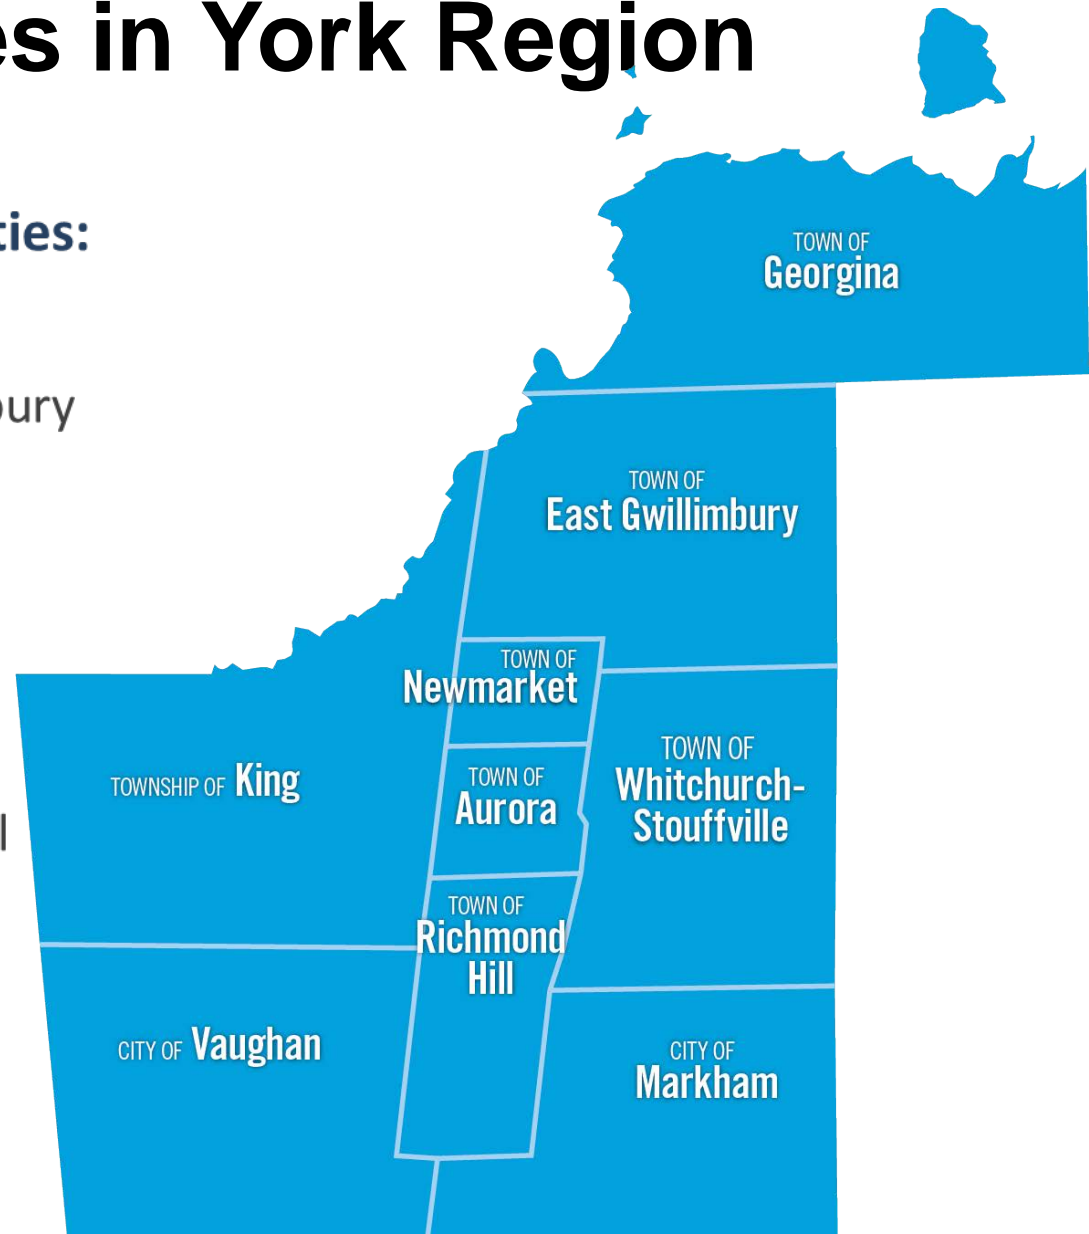 es in York Region
ties:
bury
l
TOWN OF
Georgina
TOWN OF
East Gwillimbury
TOWN OF
Newmarket
TOWNSHIP OF King
TOWN OF
Aurora
TOWN OF
Whitchurch-
Stouffville
TOWN OF
Richmond
Hill
CITY OF Vaughan
CITY OF
Markham